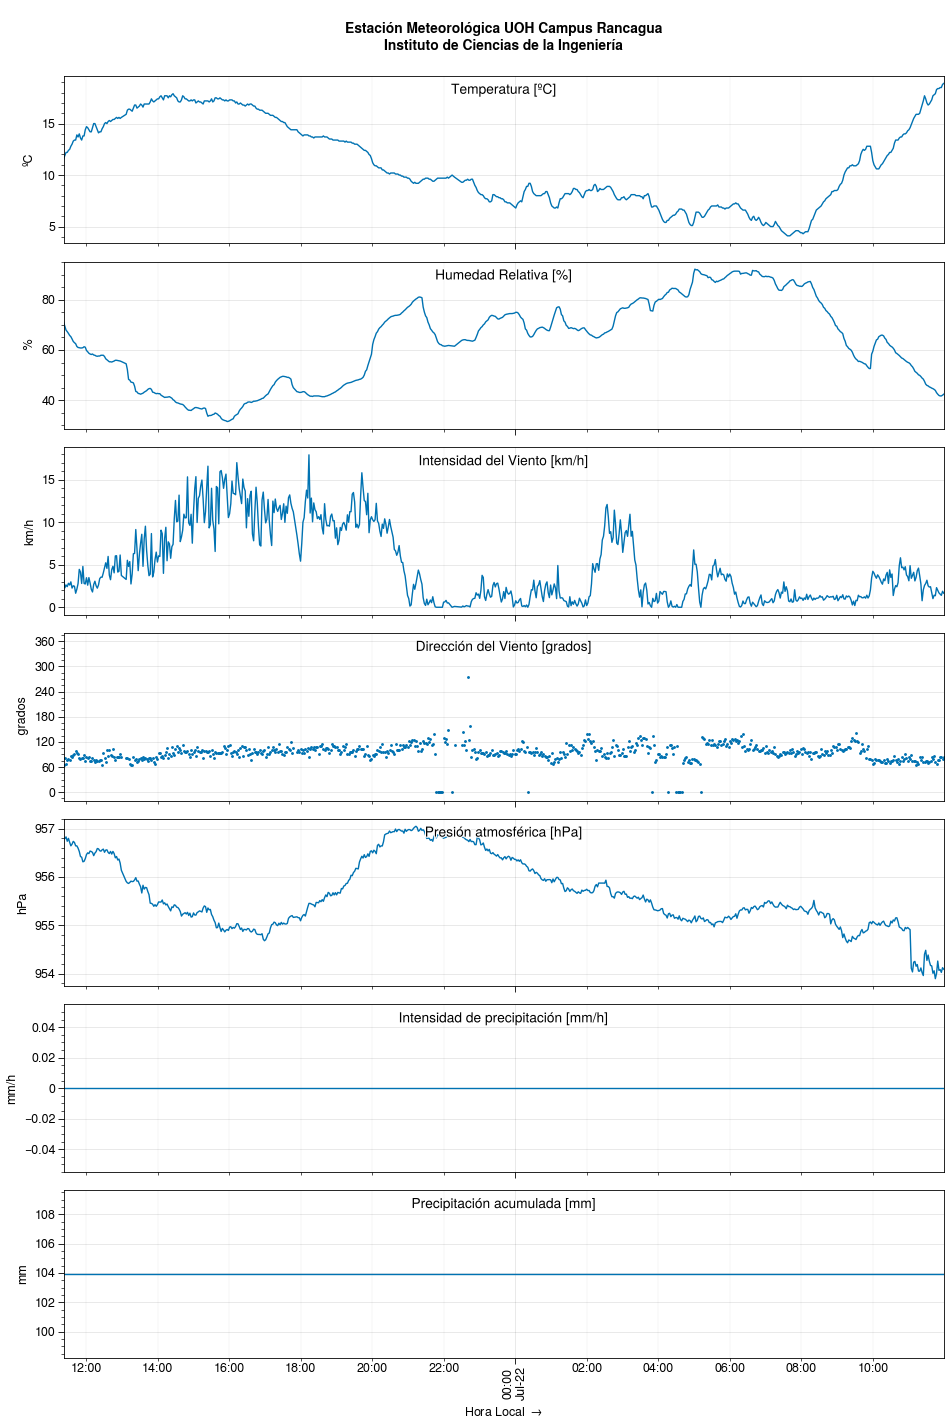 Estación Meteorológica UOH Campus Rancagua
Instituto de Ciencias de la Ingeniería
Temperatura [ºC]
15
10
5
ºC
Humedad Relativa [%]
80
60
40
%
Intensidad del Viento [km/h]
15
10
5
0
km/h
Dirección del Viento [grados]
360
300
240
180
120
60
0
grados
Presión atmosférica [hPa]
957
956
955
954
hPa
Intensidad de precipitación [mm/h]
0.04
0.02
0
−0.02
−0.04
mm/h
Precipitación acumulada [mm]
108
106
104
102
100
mm
12:00 14:00 16:00 18:00 20:00 22:00 00:00 02:00 04:00 06:00 08:00 10:00
Jul-22
Hora Local →